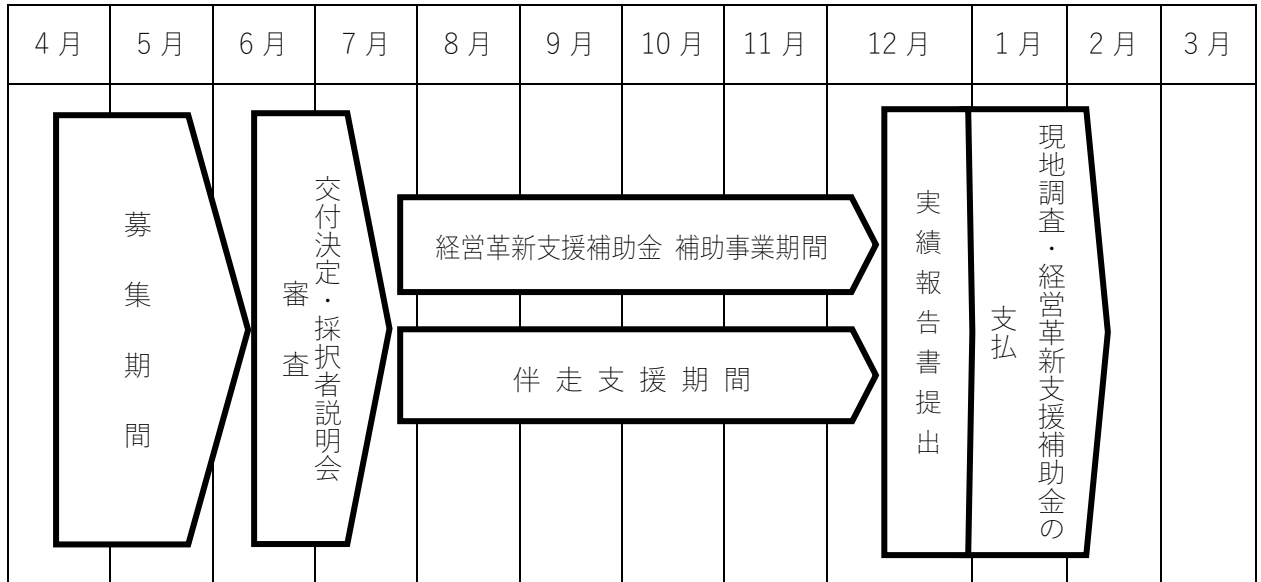 4月 5月 6月 7月 8月 9月 10月 11月 12月 1月 2月 3月
募集期間
審査
交付決定・採択者説明会
経営革新支援補助金 補助事業期間
伴走支援期間
実績報告書提出
現地調査・経営革新支援補助金の
支払